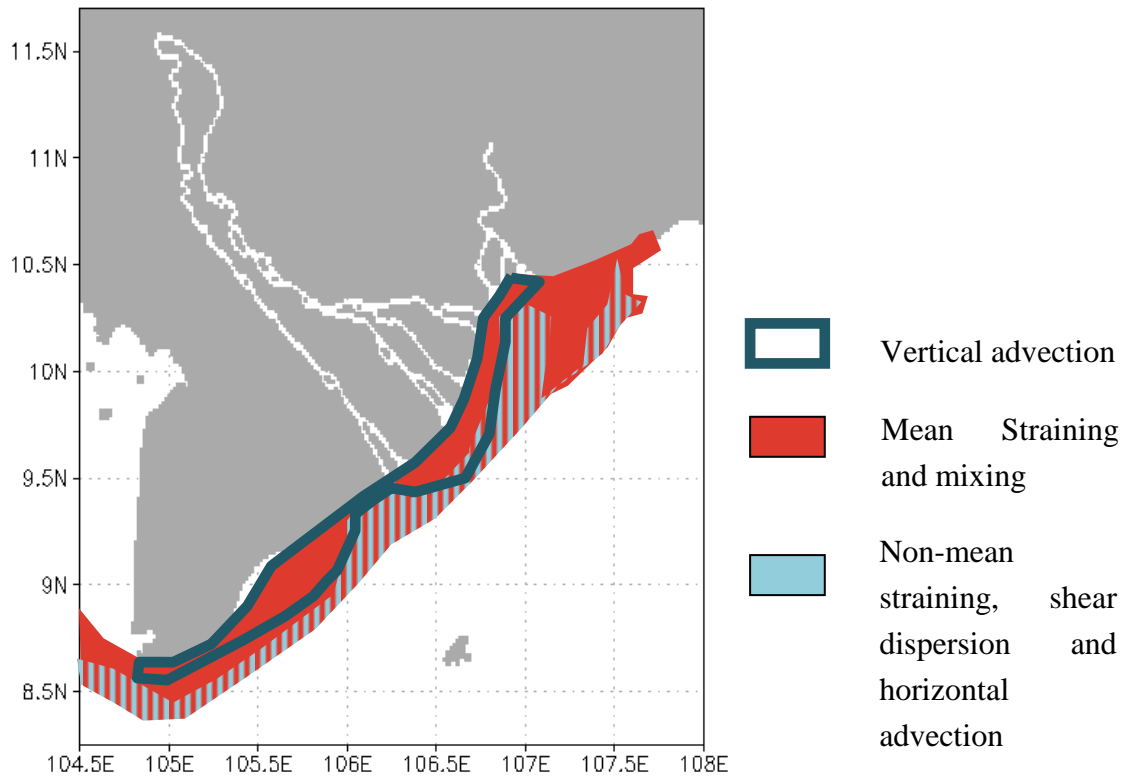 11.5N
11N
10.5N
10N
9.5N
9N
8.5N
104.5E 105E 105.5E 106E 106.5E 107E 107.5E 108E
Vertical advection
Mean Straining
and mixing
Non-mean
straining, shear
dispersion and
horizontal
advection